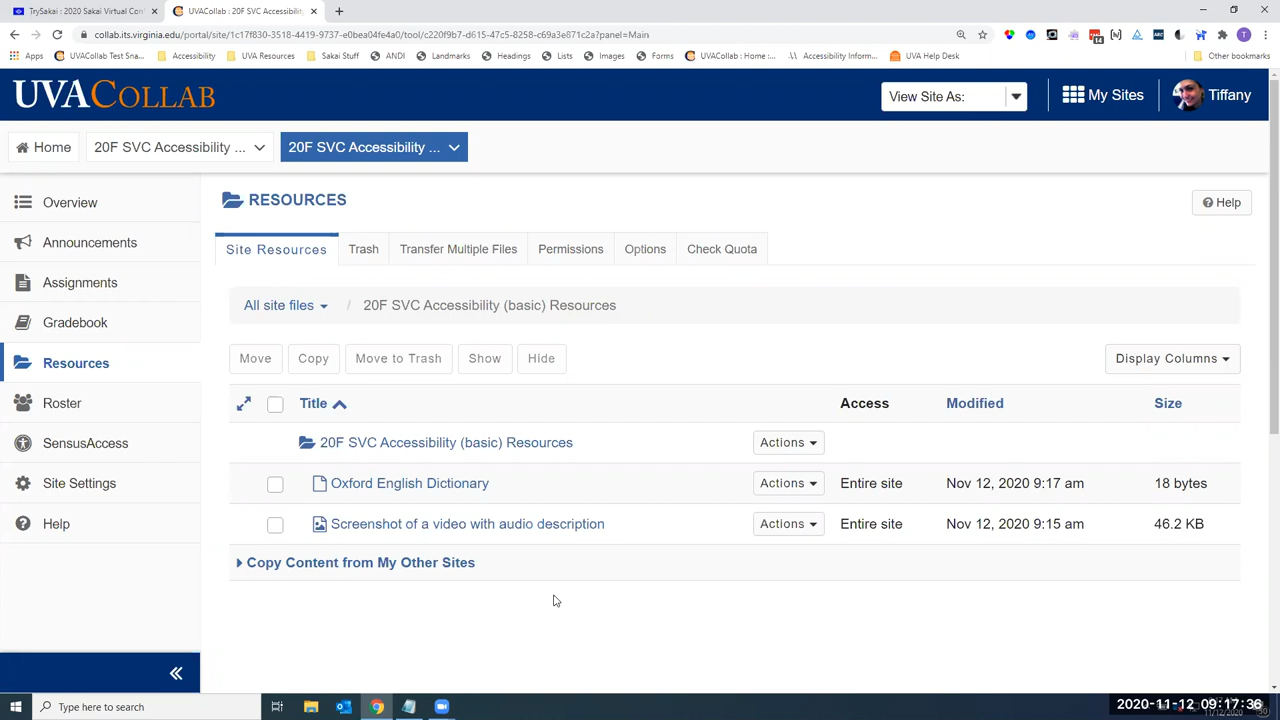 TrySakai : 2020 Sakai Virtual Con
UVACollab : 20F SVC Accessibility
collab.its.virginia.edu/portal/site/1c17f830-3518-4419-9737-e0bea04fe4a0/tool/c220f9b7-d615-47c5-8258-c69a3e871c2a?panel=Main
Apps UVACollab Test Sna... Accessibility UVA Resources Sakai Stuff ANDI Landmarks Headings Lists Images Forms UVACollab : Home :... Accessibility Informa... UVA Help Desk Other bookmarks
UVACollab View Site As: My Sites Tiffany
Home 20F SVC Accessibility ... 20F SVC Accessibility ...
Overview
Announcements
Assignments
Gradebook
Resources
Roster
SensusAccess
Site Settings
Help
RESOURCES Help
Site Resources Trash Transfer Multiple Files Permissions Options Check Quota
All site files / 20F SVC Accessibility (basic) Resources
Move Copy Move to Trash Show Hide Display Columns
Title Access Modified Size
20F SVC Accessibility (basic) Resources Actions
Oxford English Dictionary Actions Entire site Nov 12, 2020 9:17 am 18 bytes
Screenshot of a video with audio description Actions Entire site Nov 12, 2020 9:15 am 46.2 KB
Copy Content from My Other Sites
Type here to search 2020-11-12 09:17:36